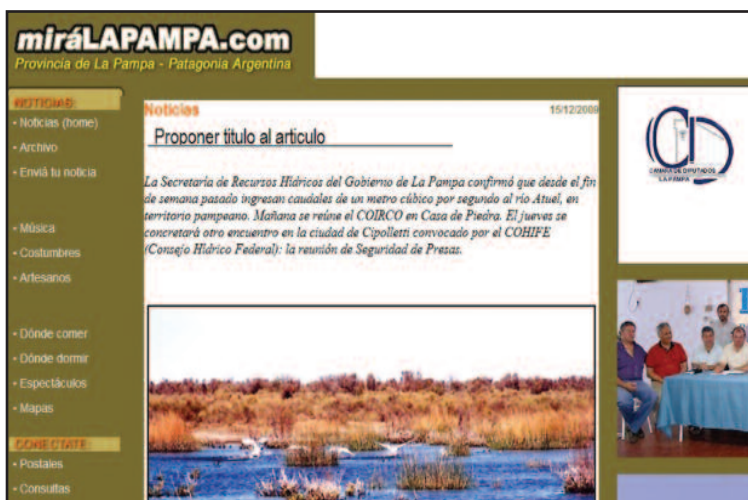 miráLAPAMPA.com
Provincia de La Pampa - Patagonia Argentina
NOTICIAS
- Noticias (home)
- Archivo
- Enviá tu noticia
- Música
- Costumbres
- Artesanos
- Dónde comer
- Dónde dormir
- Espectáculos
- Mapas
CONECTATE
- Postales
- Consultas
Noticias
15/12/2009
Proponer titulo al articulo
La Secretaría de Recursos Hídricos del Gobierno de La Pampa confirmó que desde el fin
de semana pasado ingresan caudales de un metro cúbico por segundo al río Atuel, en
territorio pampeano. Mañana se reúne el COIRCO en Casa de Piedra. El jueves se
concretará otro encuentro en la ciudad de Cipolletti convocado por el COHIFE
(Consejo Hídrico Federal): la reunión de Seguridad de Presas.
CD
CAMARA DE DIPUTADOS
LA PAMPA